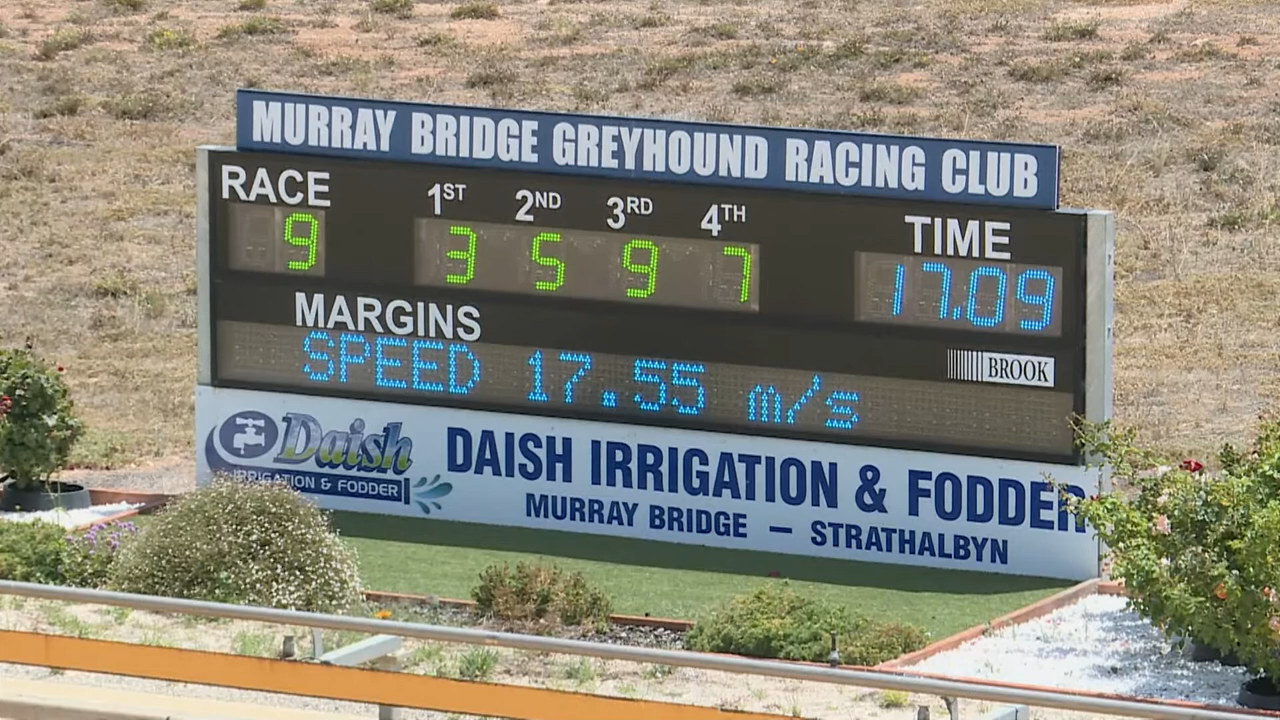 MURRAY BRIDGE GREYHOUND RACING CLUB
RACE 1ST 2ND 3RD 4TH TIME
9 3 5 9 7 17.09
MARGINS
SPEED 17.55 m/s
BROOK
Daish
IRRIGATION & FODDER
DAISH IRRIGATION & FODDER
MURRAY BRIDGE – STRATHALBYN